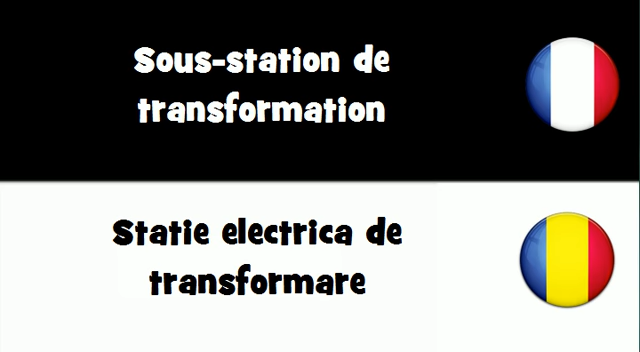 Sous-station de
transformation
Statie electrica de
transformare